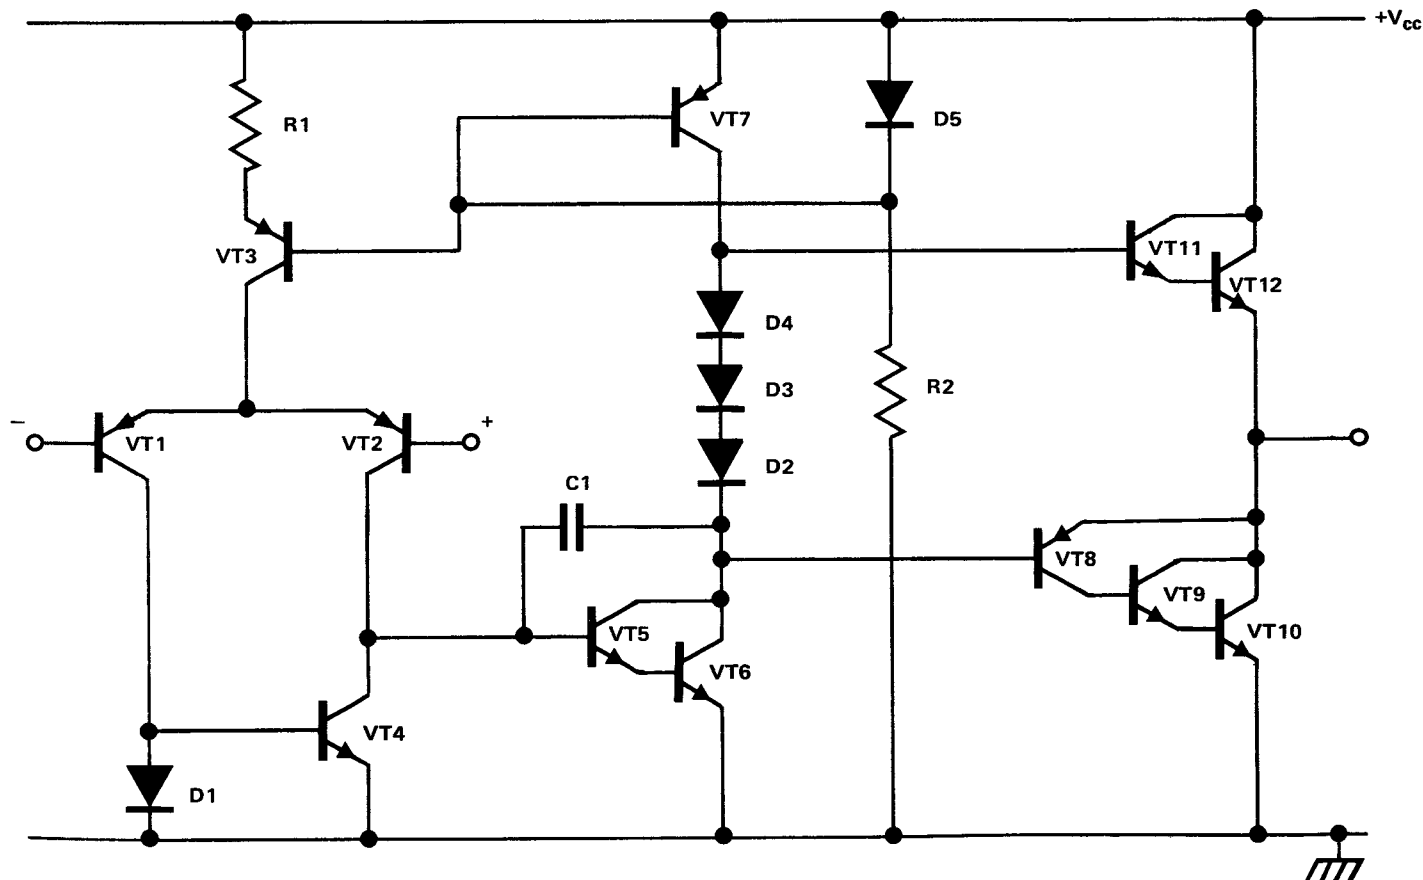 +Vcc
R1
VT7
D5
VT3
VT11
VT12
D4
D3
R2
−
VT1
VT2
+
D2
C1
VT8
VT9
VT5
VT10
VT6
VT4
D1